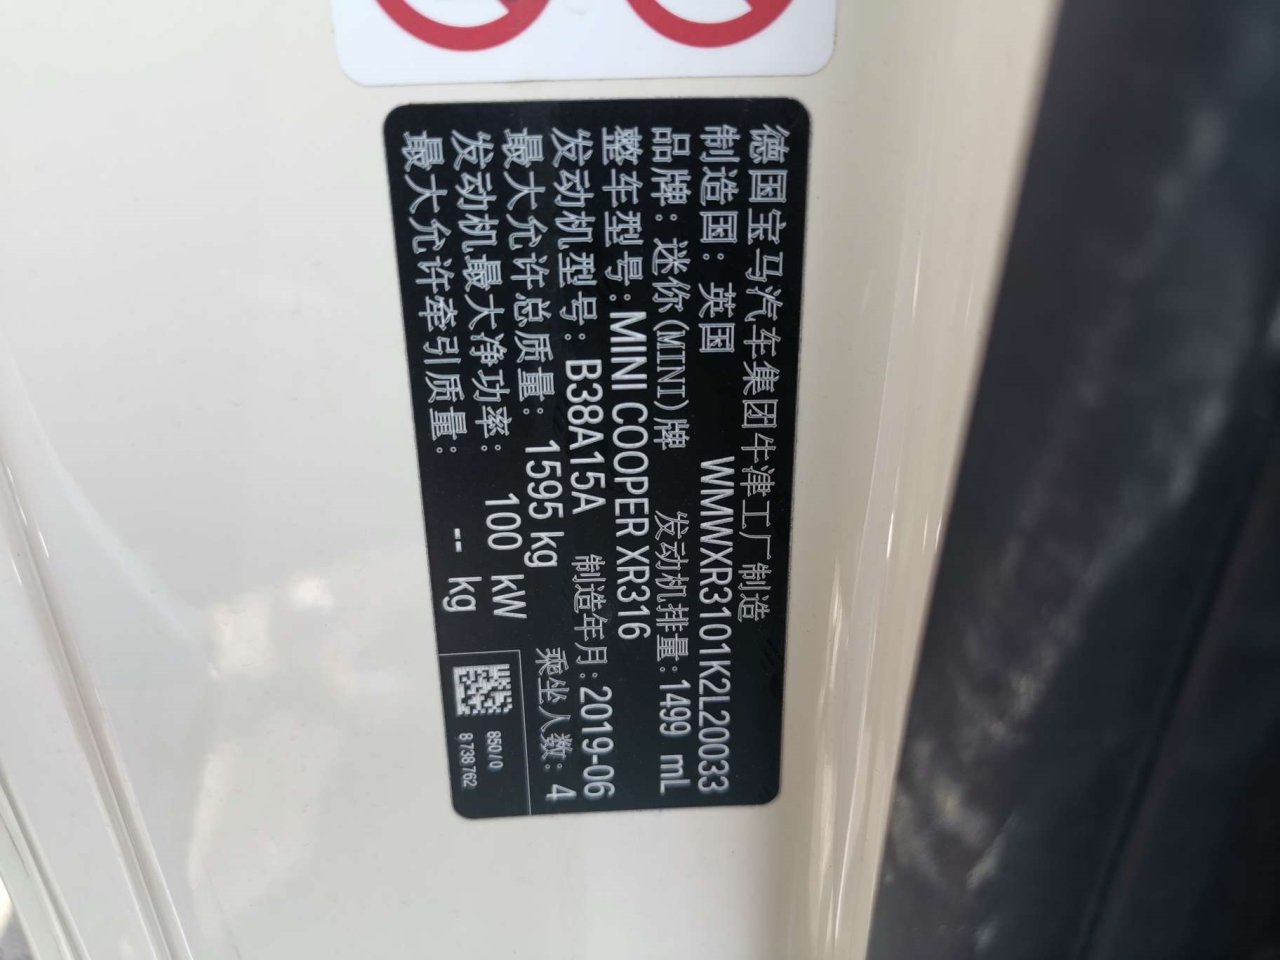 德国宝马汽车集团牛津工厂制造
制造国: 英国 WMWXR3101K2L20033
品牌: 迷你(MINI)牌 发动机排量: 1499 mL
整车型号: MINI COOPER XR316
发动机型号: B38A15A 制造年月: 2019-06
最大允许总质量: 1595 kg 乘坐人数: 4
发动机最大净功率: 100 kW
最大允许牵引质量: -- kg
850/0
8 738 762